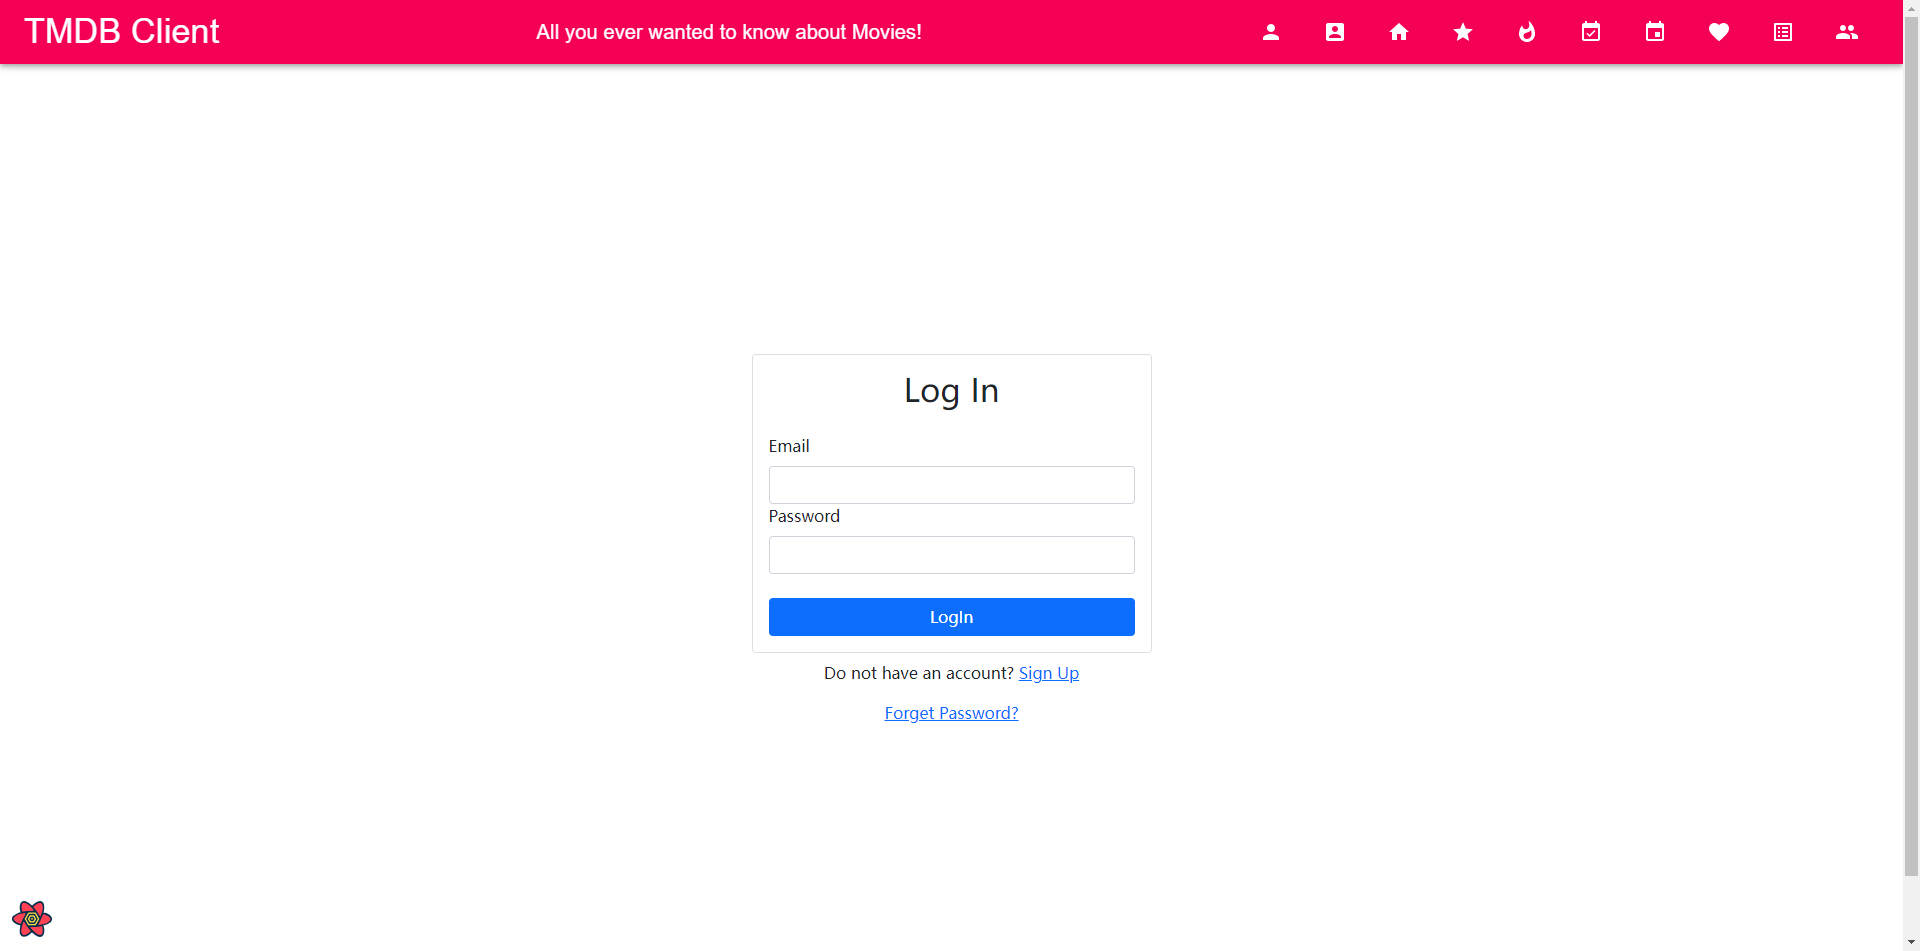 TMDB Client
All you ever wanted to know about Movies!
Log In
Email
Password
LogIn
Do not have an account? Sign Up
Forget Password?